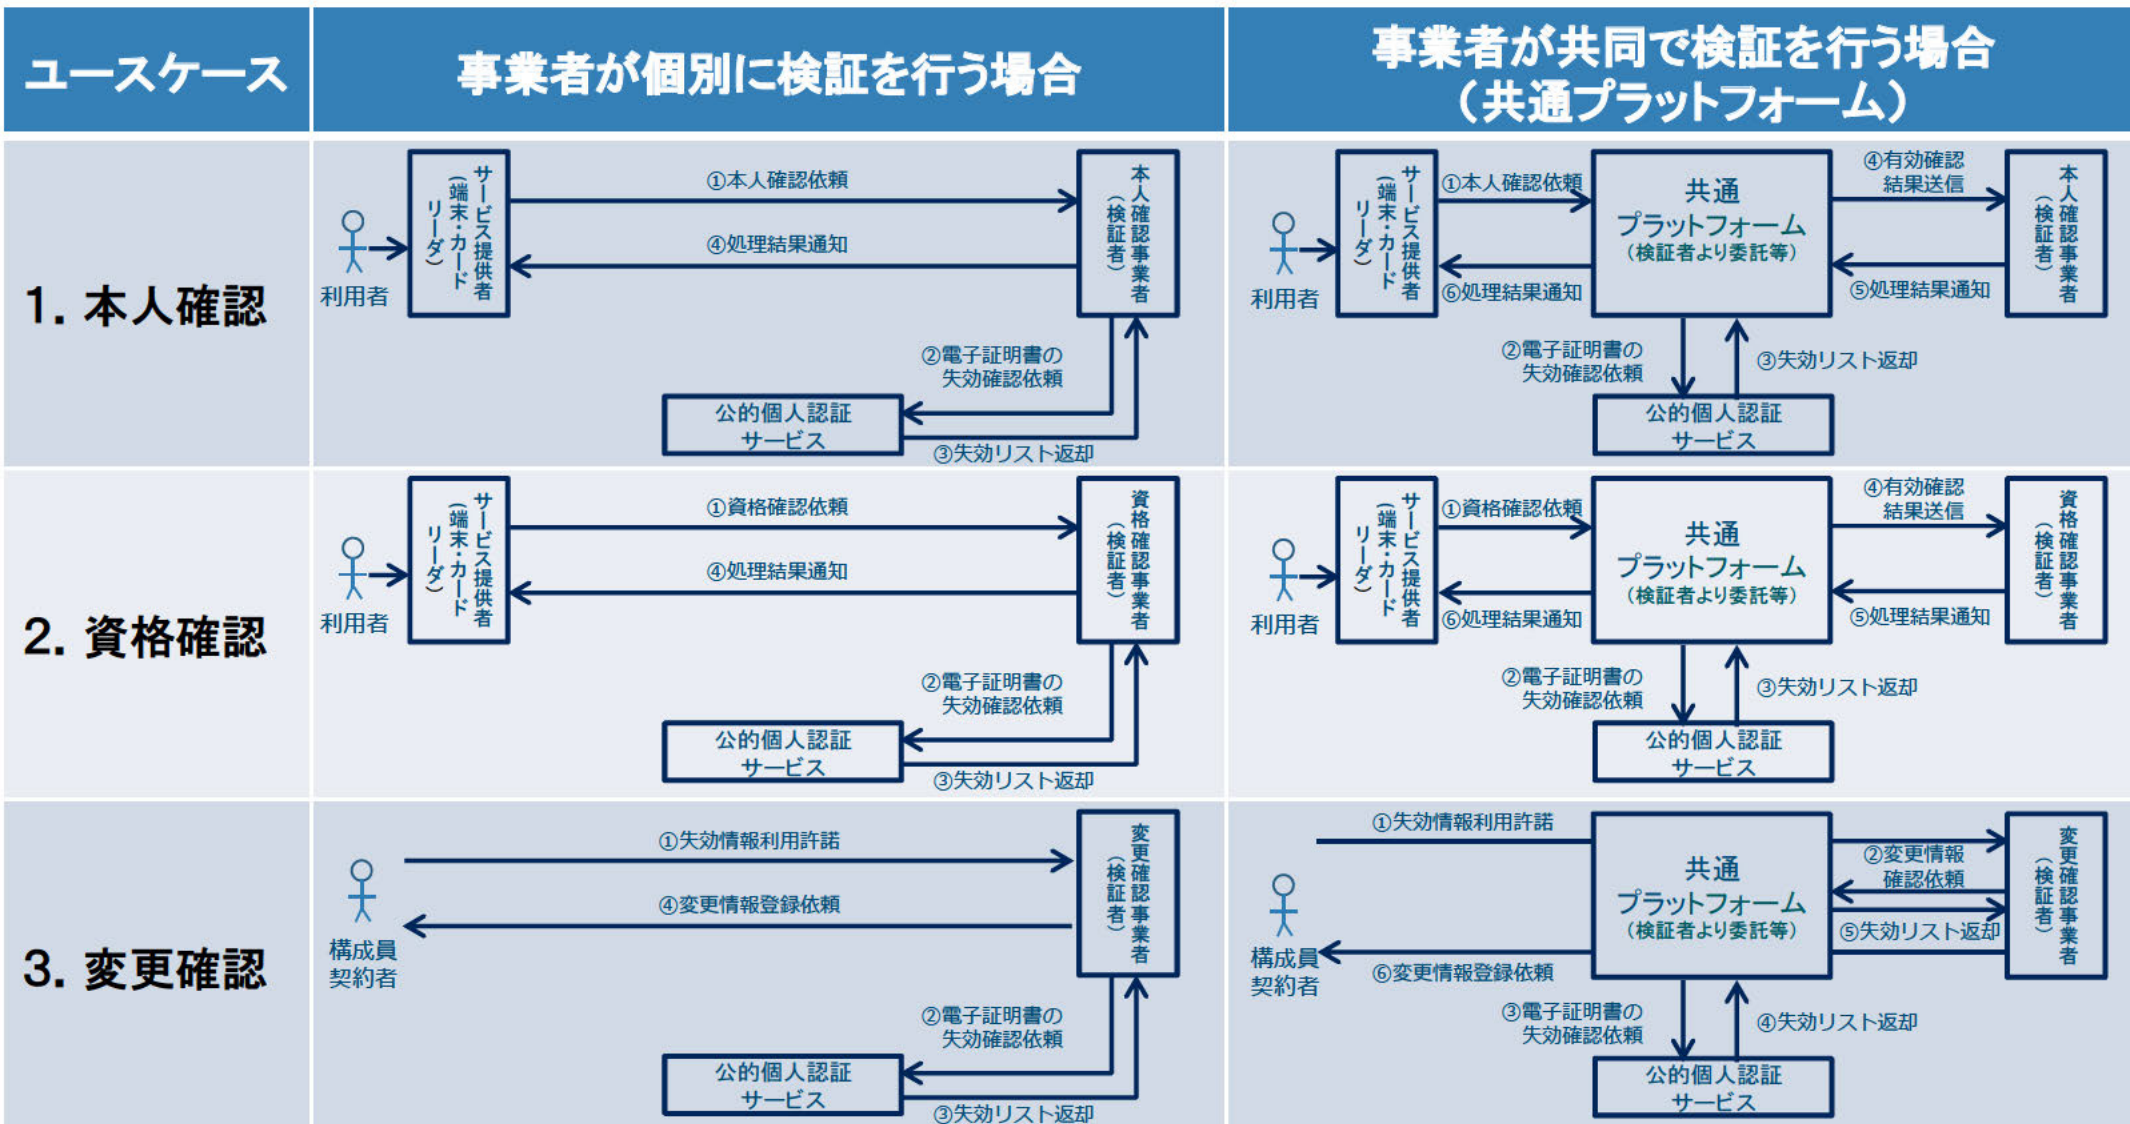 ユースケース
事業者が個別に検証を行う場合
事業者が共同で検証を行う場合
（共通プラットフォーム）
1. 本人確認
利用者
サービス提供者
（端末・カード
リーダ）
①本人確認依頼
④処理結果通知
本人確認事業者
（検証者）
②電子証明書の
失効確認依頼
公的個人認証
サービス
③失効リスト返却
利用者
サービス提供者
（端末・カード
リーダ）
①本人確認依頼
⑥処理結果通知
共通
プラットフォーム
（検証者より委託等）
④有効確認
結果送信
⑤処理結果通知
本人確認事業者
（検証者）
②電子証明書の
失効確認依頼
③失効リスト返却
公的個人認証
サービス
2. 資格確認
利用者
サービス提供者
（端末・カード
リーダ）
①資格確認依頼
④処理結果通知
資格確認事業者
（検証者）
②電子証明書の
失効確認依頼
公的個人認証
サービス
③失効リスト返却
利用者
サービス提供者
（端末・カード
リーダ）
①資格確認依頼
⑥処理結果通知
共通
プラットフォーム
（検証者より委託等）
④有効確認
結果送信
⑤処理結果通知
資格確認事業者
（検証者）
②電子証明書の
失効確認依頼
③失効リスト返却
公的個人認証
サービス
3. 変更確認
構成員
契約者
①失効情報利用許諾
④変更情報登録依頼
変更確認事業者
（検証者）
②電子証明書の
失効確認依頼
公的個人認証
サービス
③失効リスト返却
構成員
契約者
①失効情報利用許諾
⑥変更情報登録依頼
共通
プラットフォーム
（検証者より委託等）
②変更情報
確認依頼
⑤失効リスト返却
変更確認事業者
（検証者）
③電子証明書の
失効確認依頼
④失効リスト返却
公的個人認証
サービス